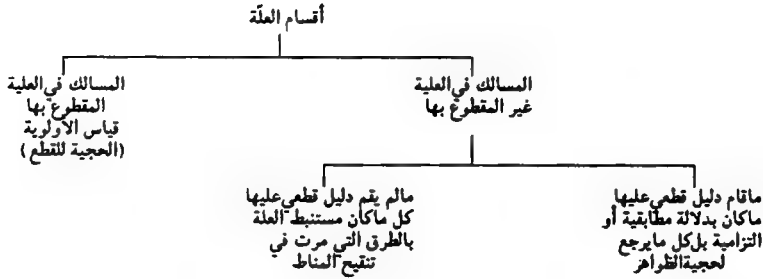 أقسام العلّة
المسالك في العلية
غير المقطوع بها
المسالك في العلية
المقطوع بها
قياس الاولوية
(الحجية للقطع)
ماقام دليل قطعي عليها
ماكان بدلالة مطابقية أو
التزامية بل كل مايرجع
لحجية الظواهر
مالم يقم دليل قطعي عليها
كل ماكان مستنبط العلة
بالطرق التي مرت في
تنقيح المناط